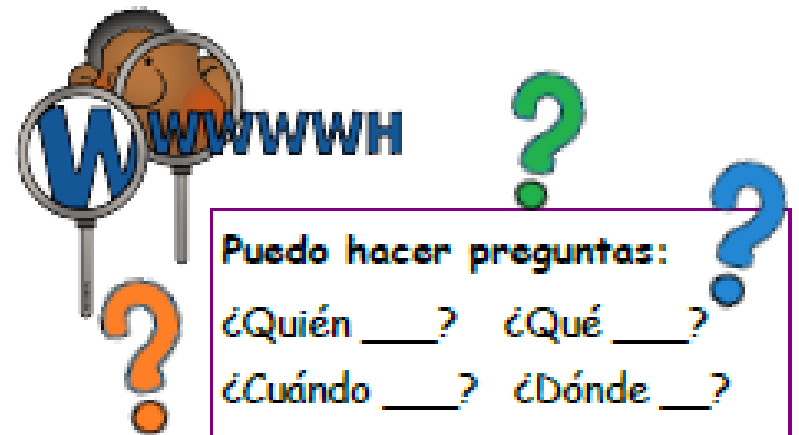 WWWWWH
Puedo hacer preguntas:
¿Quién ___? ¿Qué ___?
¿Cuándo ___? ¿Dónde __?